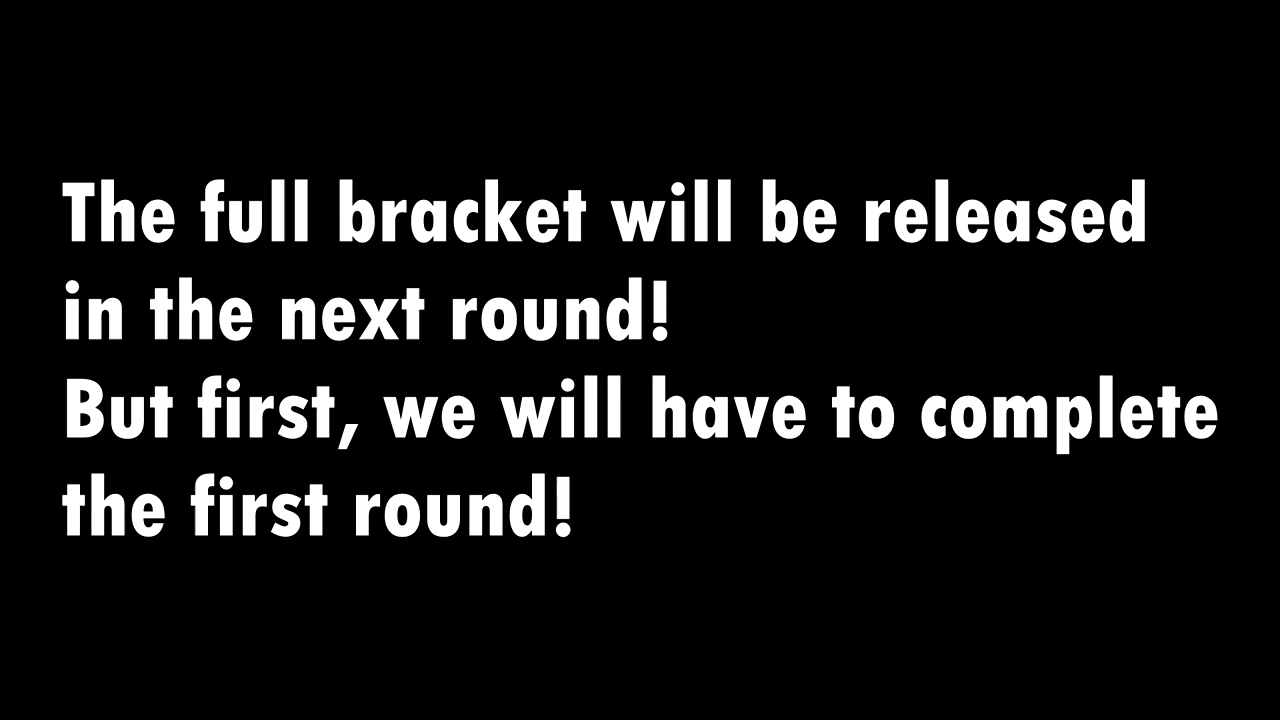 The full bracket will be released
in the next round!
But first, we will have to complete
the first round!